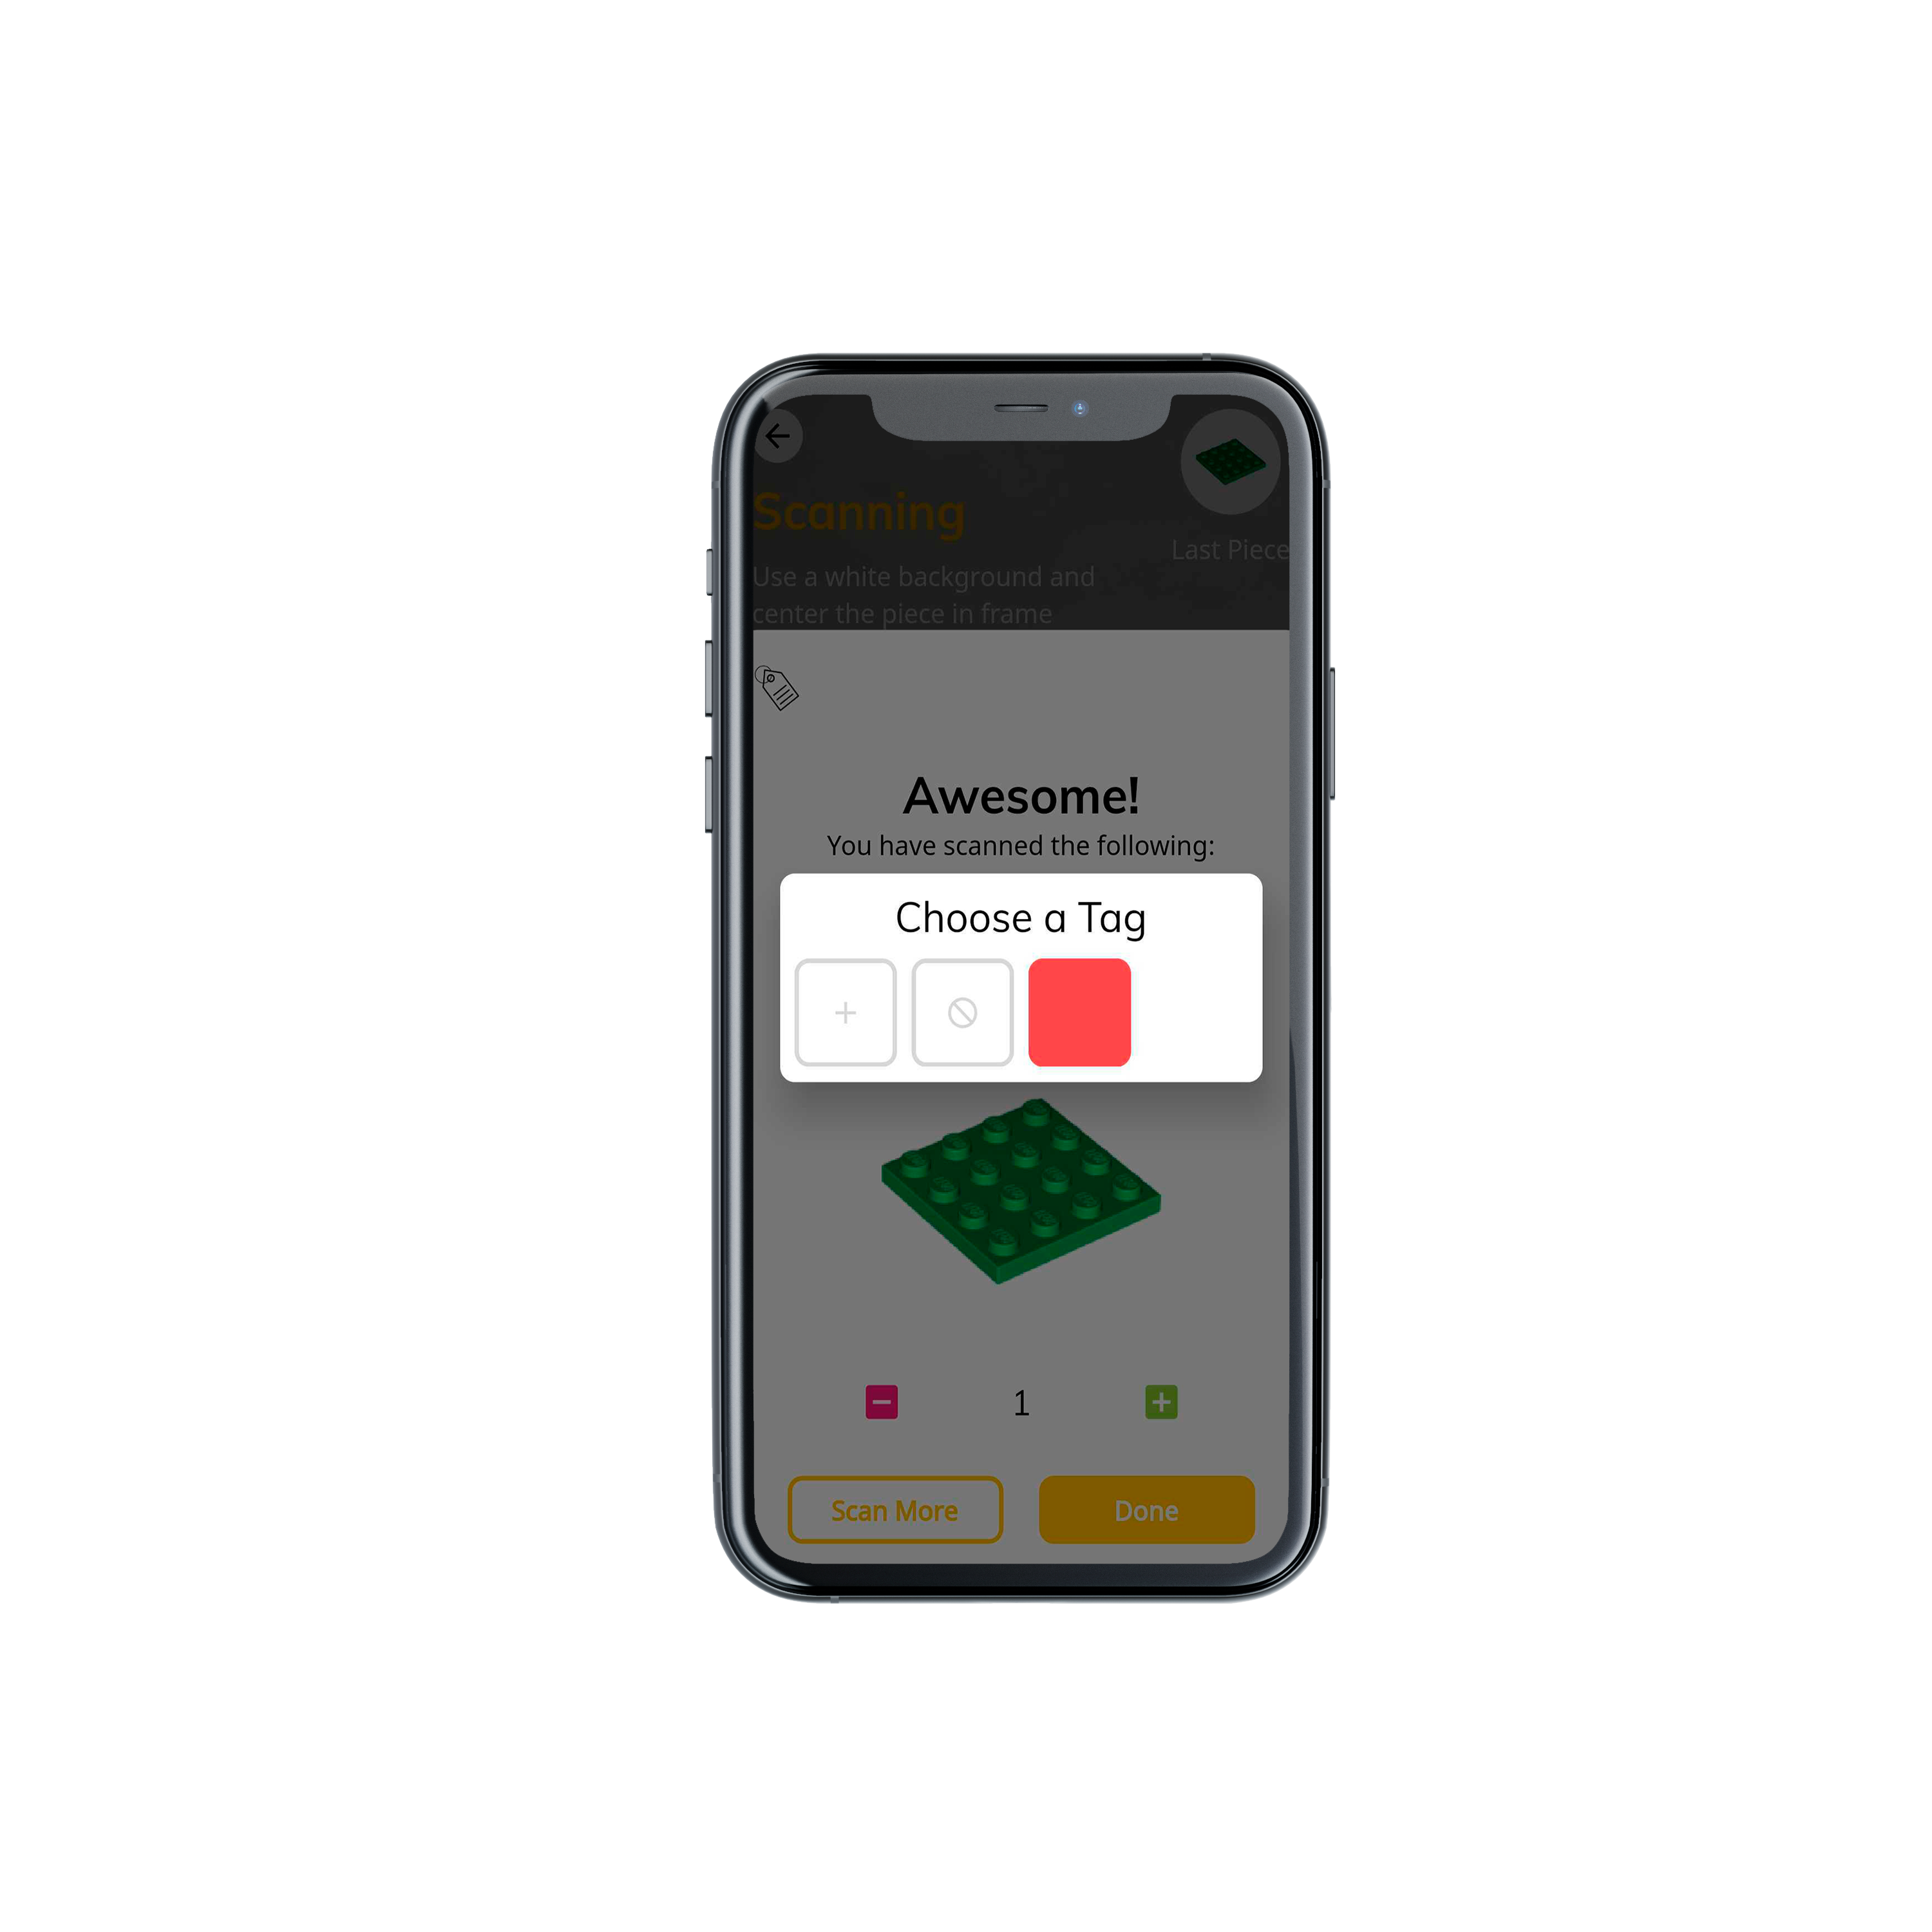 Scanning
Last Piece
Use a white background and
center the piece in frame
Awesome!
You have scanned the following:
Choose a Tag
1
Scan More
Done